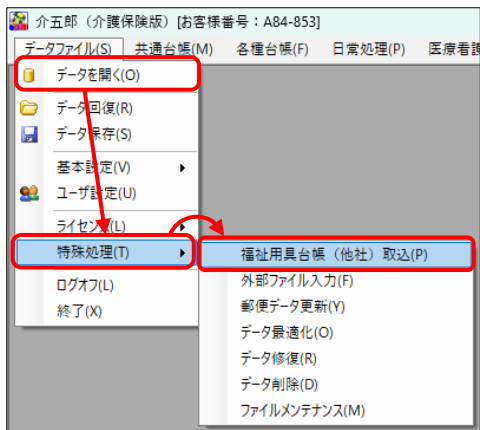 介五郎（介護保険版）[お客様番号：A84-853]
データファイル(S) 共通台帳(M) 各種台帳(F) 日常処理(P) 医療看護
データを開く(O)
データ回復(R)
データ保存(S)
基本設定(V)
ユーザ設定(U)
ライセンス(L)
特殊処理(T)
ログオフ(L)
終了(X)
福祉用具台帳（他社）取込(P)
外部ファイル入力(F)
郵便データ更新(Y)
データ最適化(O)
データ修復(R)
データ削除(D)
ファイルメンテナンス(M)